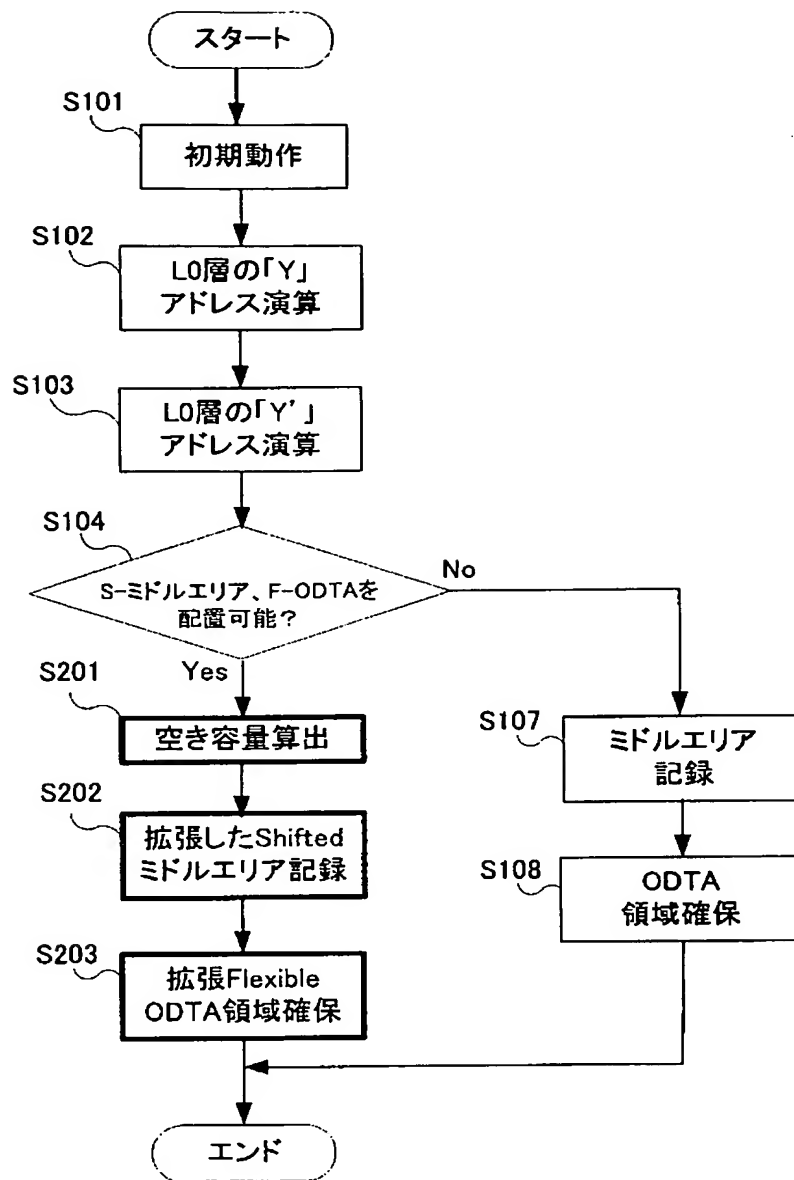 スタート
S101
初期動作
S102
L0層の「Y」
アドレス演算
S103
L0層の「Y'」
アドレス演算
S104
S-ミドルエリア、F-ODTAを
配置可能？
No
Yes
S201
空き容量算出
S202
拡張したShifted
ミドルエリア記録
S203
拡張Flexible
ODTA領域確保
S107
ミドルエリア
記録
S108
ODTA
領域確保
エンド